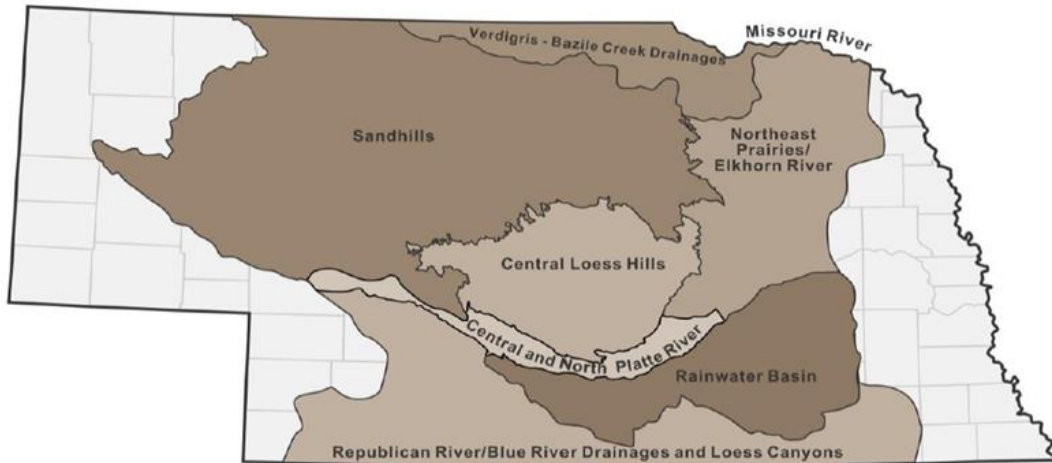 Verdigris - Bazile Creek Drainages
Missouri River
Sandhills
Northeast
Prairies/
Elkhorn River
Central Loess Hills
Central and North Platte River
Rainwater Basin
Republican River/Blue River Drainages and Loess Canyons